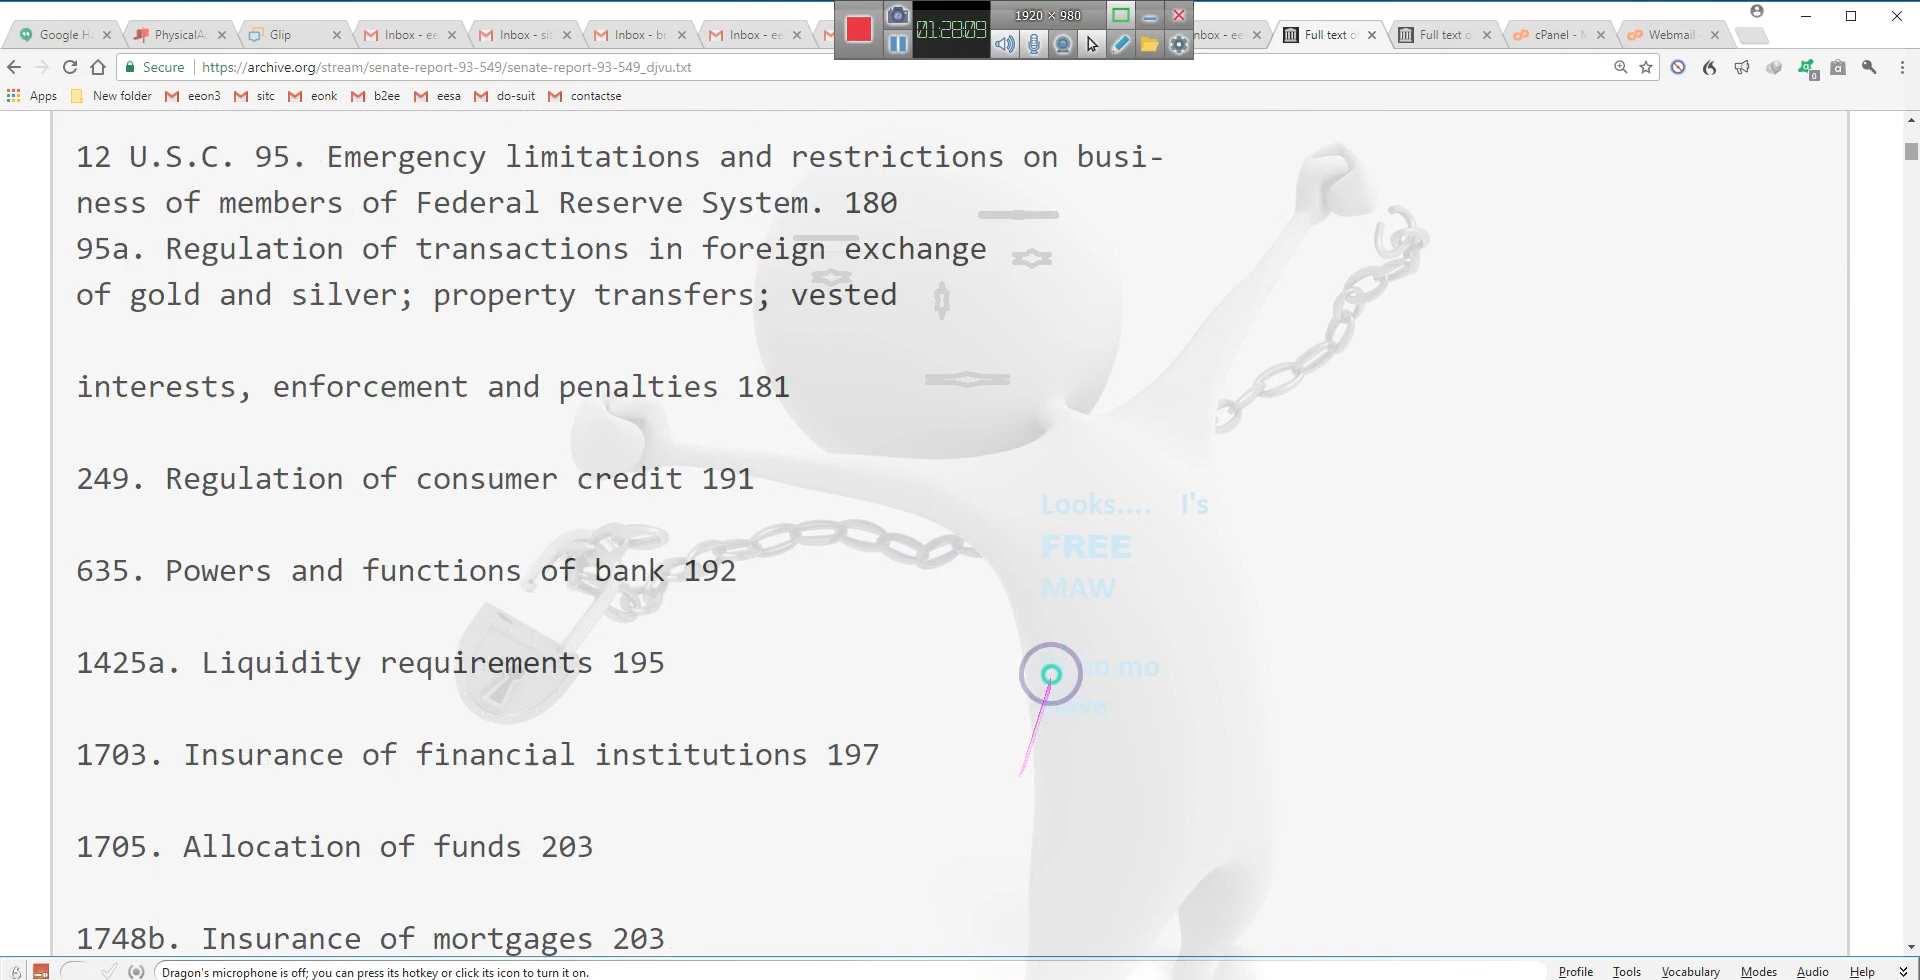 01:28:09
1920 × 980
Google H
PhysicalA
Glip
Inbox - ee
Inbox - sit
Inbox - br
Inbox - ee
nbox - ee
Full text o
Full text o
cPanel - M
Webmail -
Secure
https://archive.org/stream/senate-report-93-549/senate-report-93-549_djvu.txt
Apps
New folder
eeon3
sitc
eonk
b2ee
eesa
do-suit
contactse
12 U.S.C. 95. Emergency limitations and restrictions on busi-
ness of members of Federal Reserve System. 180
95a. Regulation of transactions in foreign exchange
of gold and silver; property transfers; vested
interests, enforcement and penalties 181
249. Regulation of consumer credit 191
Looks.... I's
FREE
635. Powers and functions of bank 192
MAW
1425a. Liquidity requirements 195
mo
1703. Insurance of financial institutions 197
1705. Allocation of funds 203
1748b. Insurance of mortgages 203
Dragon's microphone is off; you can press its hotkey or click its icon to turn it on.
Profile
Tools
Vocabulary
Modes
Audio
Help